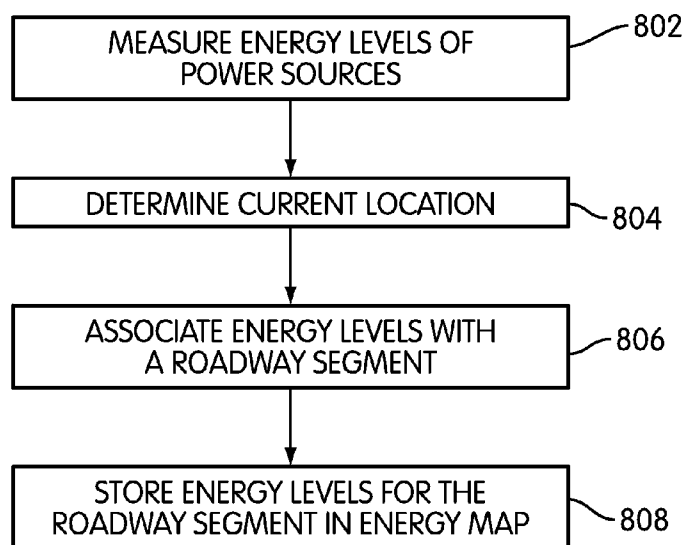 MEASURE ENERGY LEVELS OF
POWER SOURCES
802
DETERMINE CURRENT LOCATION
804
ASSOCIATE ENERGY LEVELS WITH
A ROADWAY SEGMENT
806
STORE ENERGY LEVELS FOR THE
ROADWAY SEGMENT IN ENERGY MAP
808